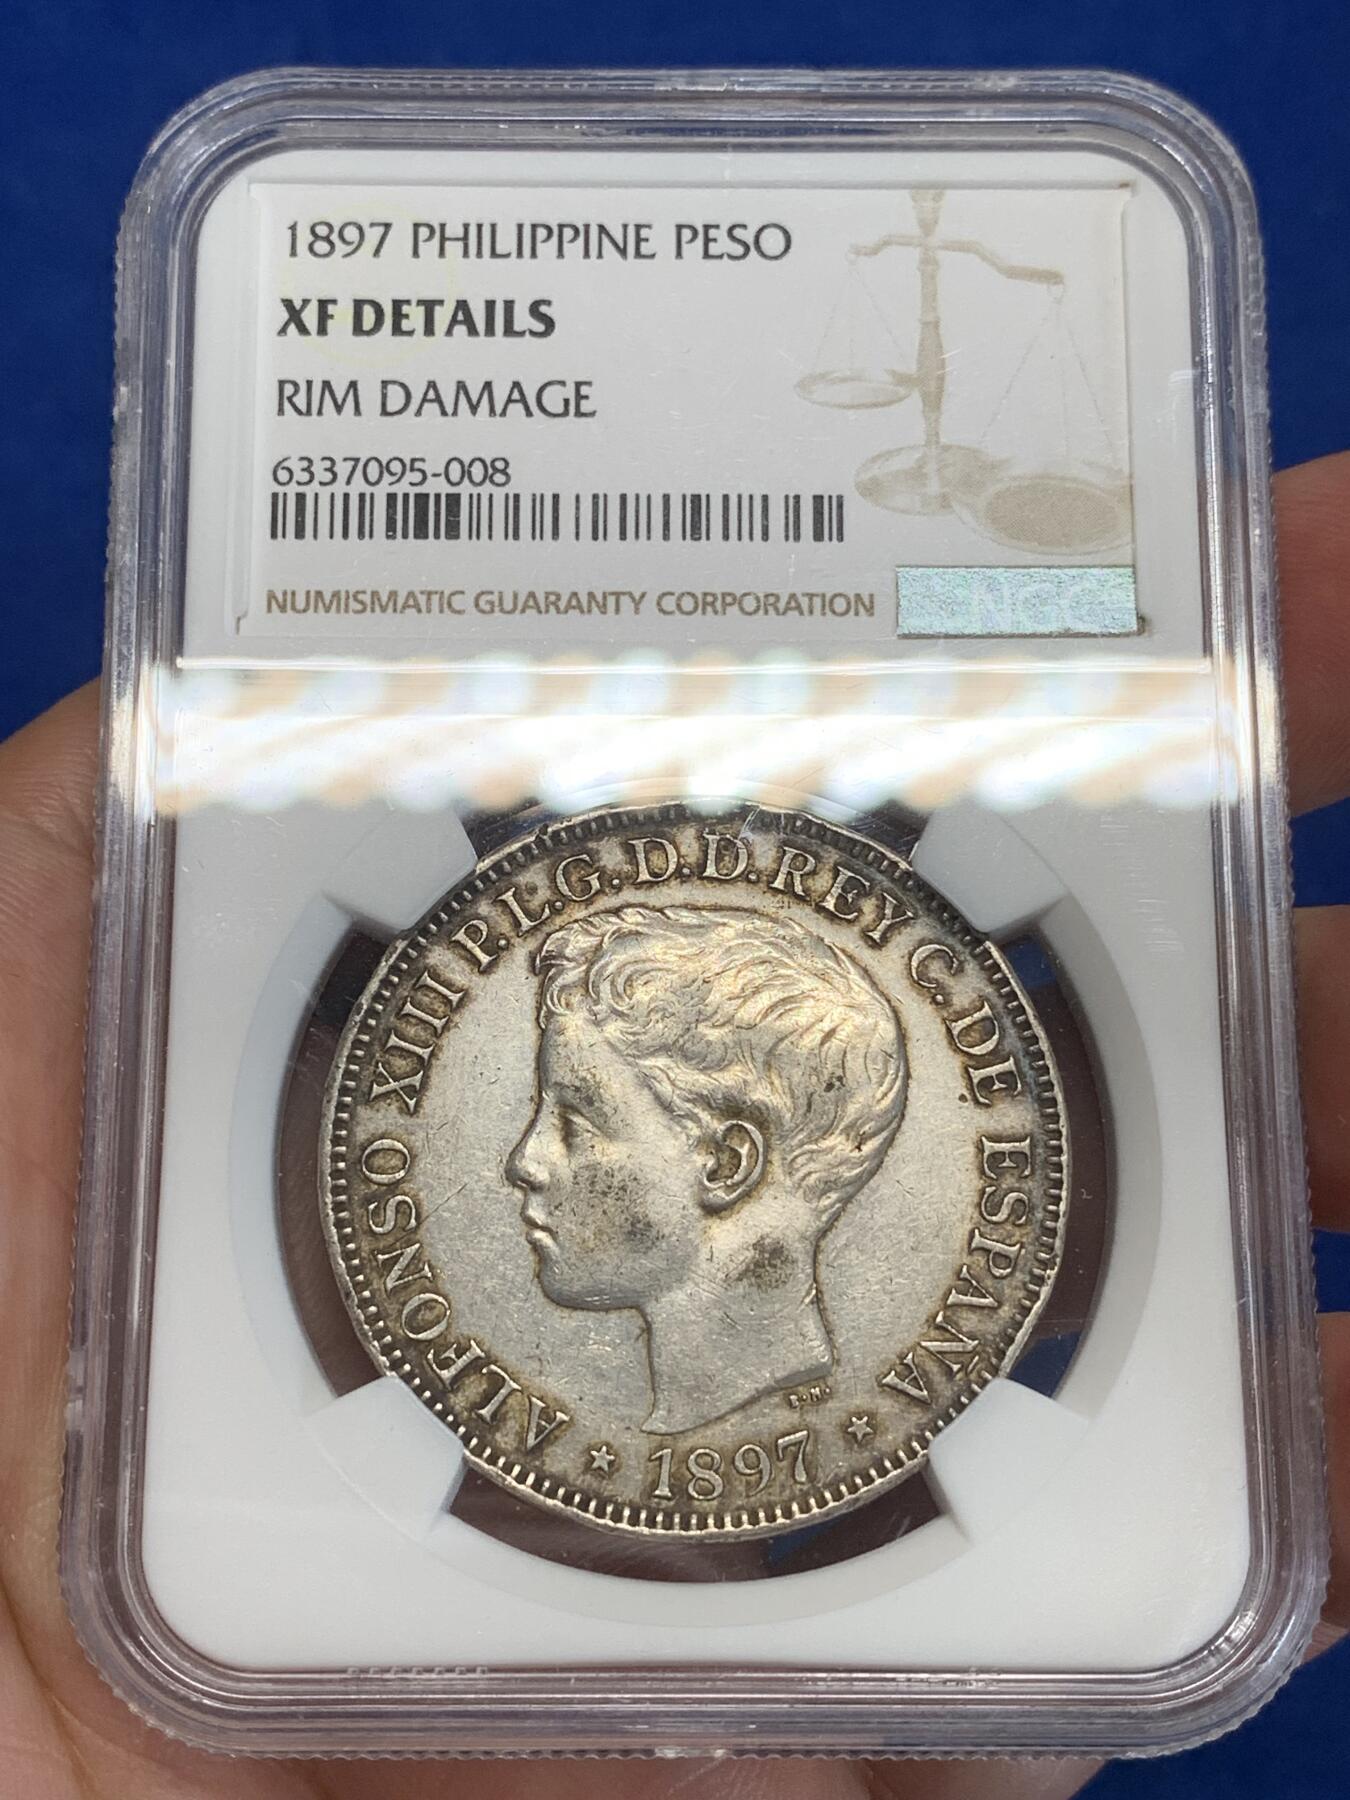 1897 PHILIPPINE PESO
XF DETAILS
RIM DAMAGE
6337095-008
NUMISMATIC GUARANTY CORPORATION
NGC
ALFONSO XIII P.L.G.D.D.REY C. DE ESPAÑA
B·M·
★ 1897 ★